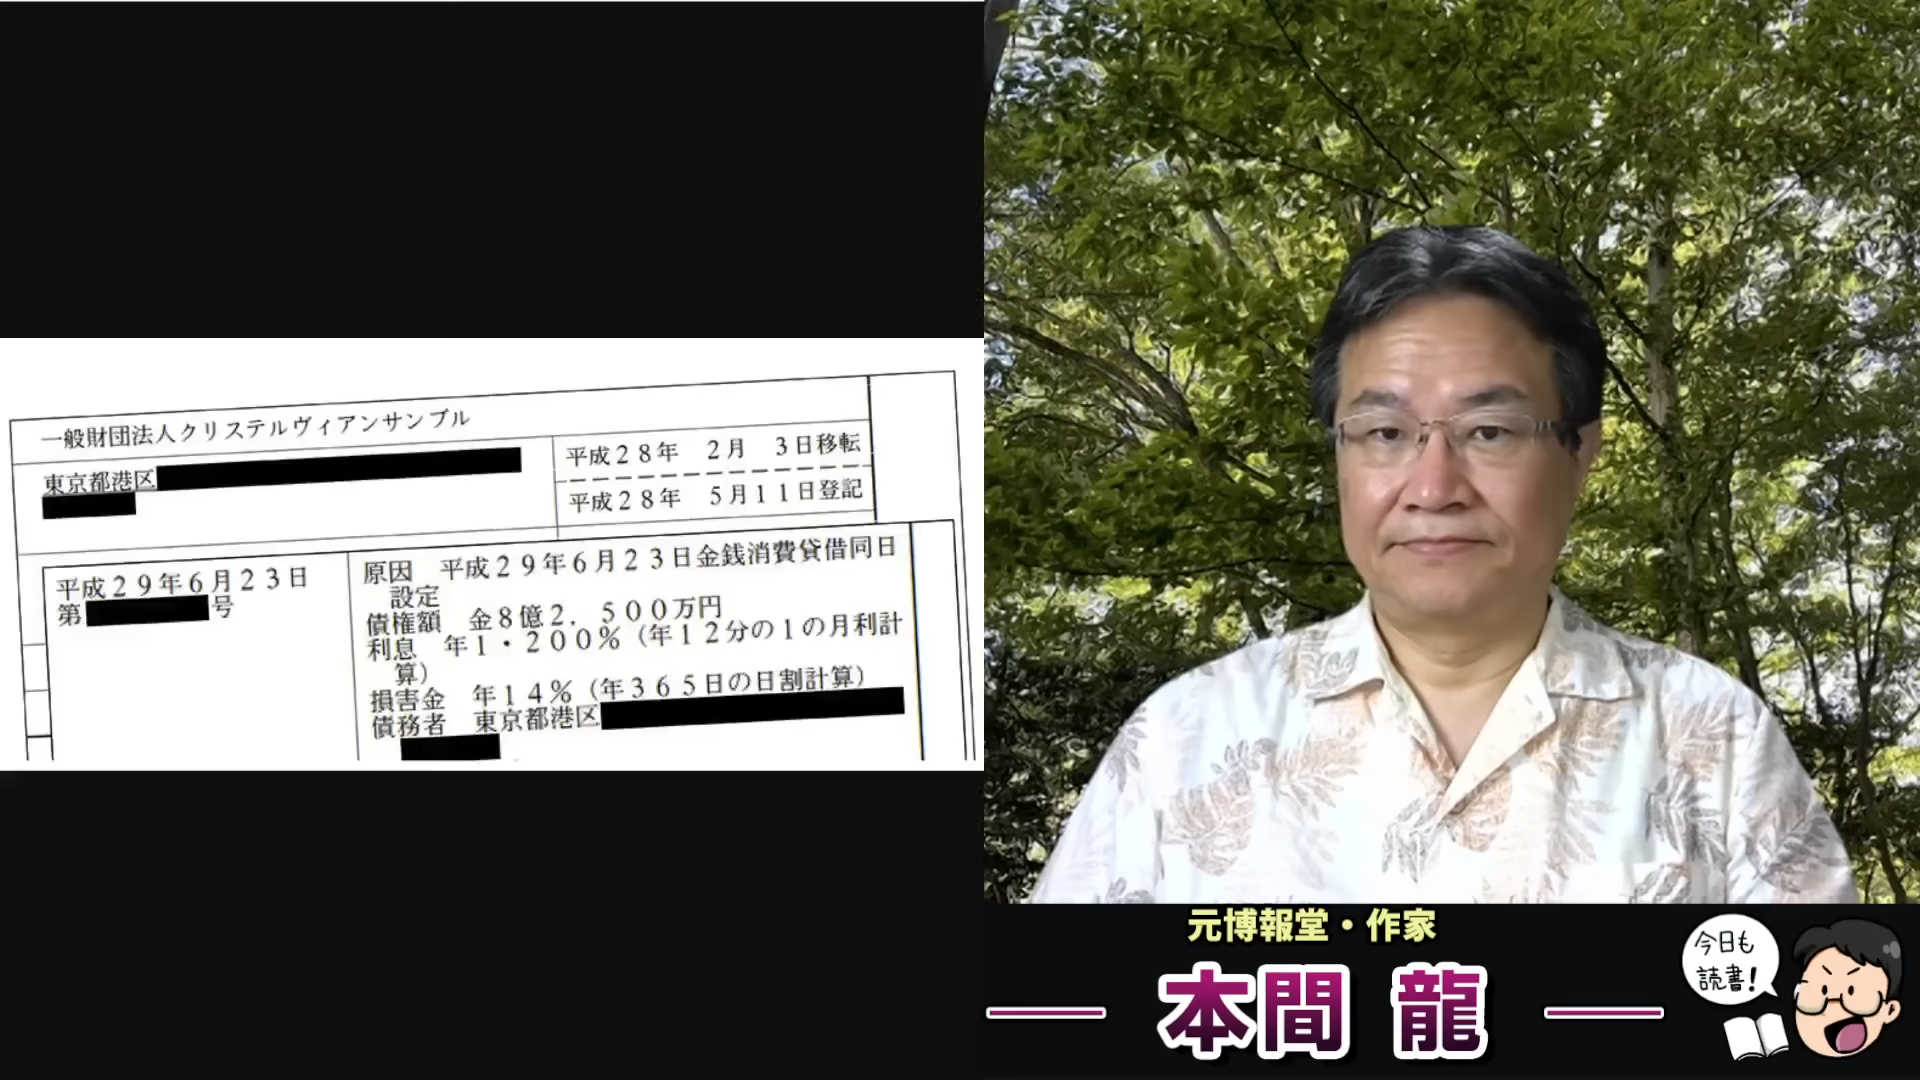 一般財団法人クリステルヴィアンサンブル
東京都港区
平成28年　2月　3日移転
平成28年　5月11日登記
平成29年6月23日
第 号
原因　平成29年6月23日金銭消費貸借同日
設定
債権額　金8億2,500万円
利息　年1・200%（年12分の1の月利計
算）
損害金　年14%（年365日の日割計算）
債務者　東京都港区
元博報堂・作家
本間 龍
今日も
読書!